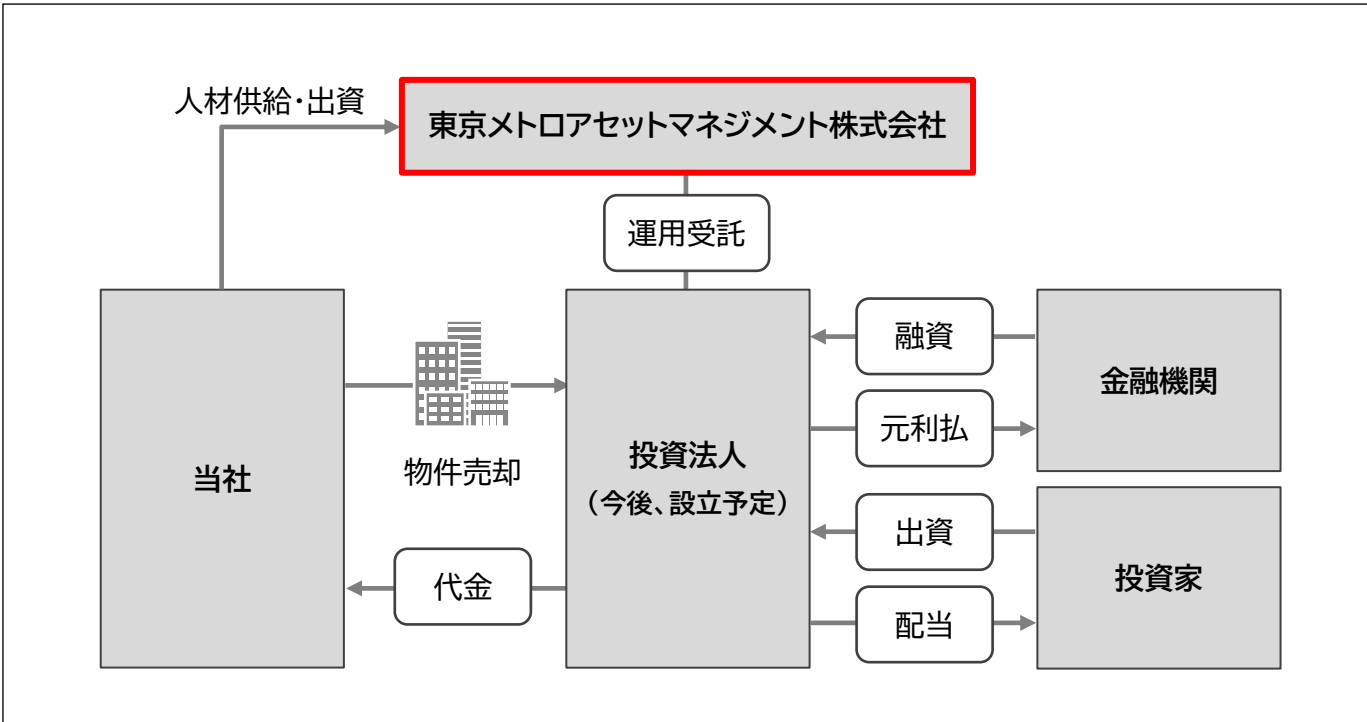 人材供給・出資
東京メトロアセットマネジメント株式会社
運用受託
当社
物件売却
代金
投資法人
（今後、設立予定）
融資
元利払
金融機関
出資
配当
投資家